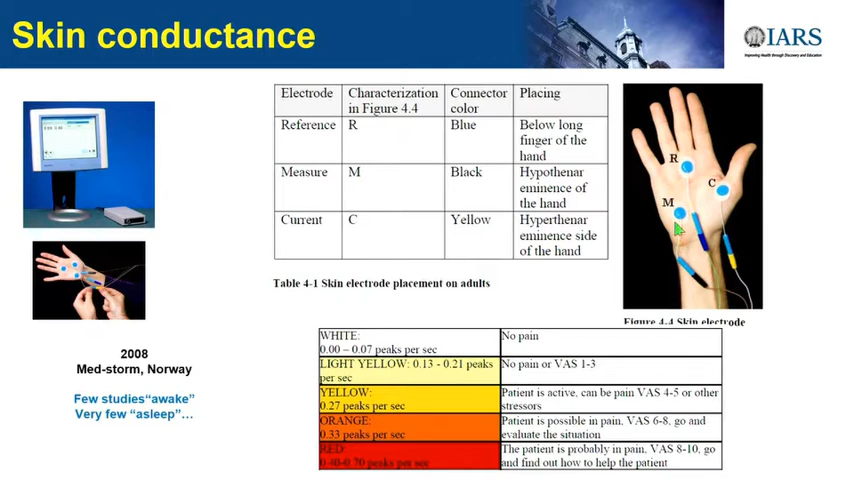 Skin conductance
IARS
Improving Health through Discovery and Education
Electrode Characterization in Figure 4.4 Connector color Placing
Reference R Blue Below long finger of the hand
Measure M Black Hypothenar eminence of the hand
Current C Yellow Hyperthenar eminence side of the hand
Table 4-1 Skin electrode placement on adults
R
C
M
Figure 4-4 Skin electrode
2008
Med-storm, Norway
Few studies“awake”
Very few “asleep”…
WHITE:
0.00 – 0.07 peaks per sec
No pain
LIGHT YELLOW: 0.13 - 0.21 peaks
per sec
No pain or VAS 1-3
YELLOW:
0.27 peaks per sec
Patient is active, can be pain VAS 4-5 or other
stressors
ORANGE:
0.33 peaks per sec
Patient is possible in pain, VAS 6-8, go and
evaluate the situation
RED:
0.40-0.70 peaks per sec
The patient is probably in pain, VAS 8-10, go
and find out how to help the patient